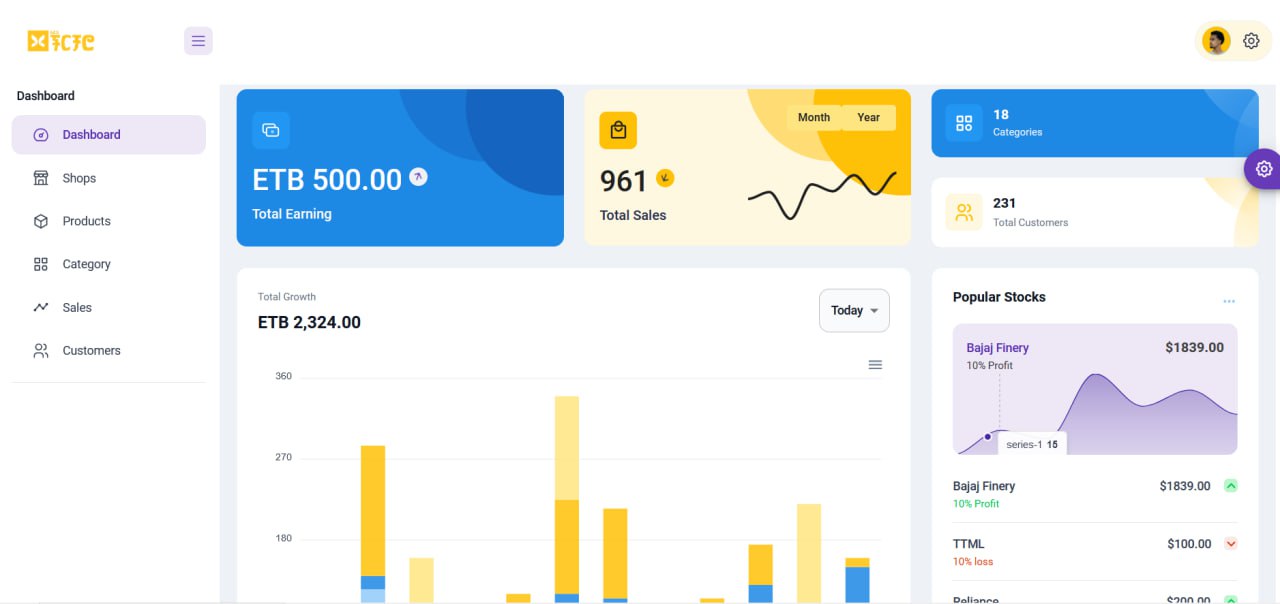 ቸርቸር
Dashboard
Dashboard
Shops
Products
Category
Sales
Customers
ETB 500.00
Total Earning
Month
Year
961
Total Sales
18
Categories
231
Total Customers
Total Growth
ETB 2,324.00
Today
360
270
180
Popular Stocks
Bajaj Finery
$1839.00
10% Profit
series-1 15
Bajaj Finery
$1839.00
10% Profit
TTML
$100.00
10% loss
Reliance
$200.00